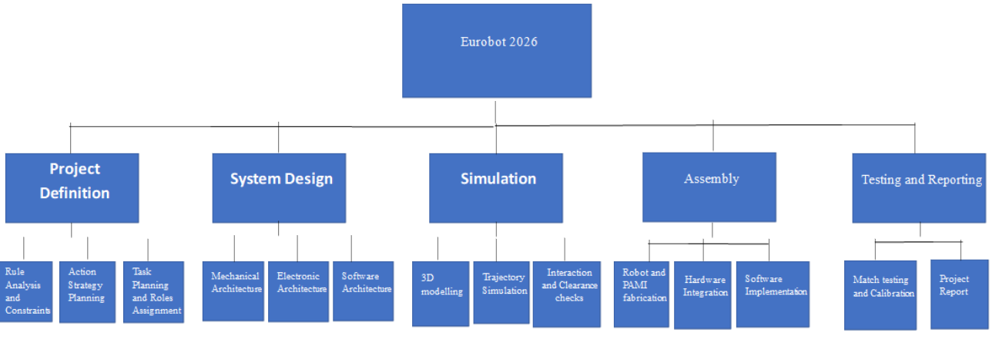 Eurobot 2026
Project
Definition
System Design
Simulation
Assembly
Testing and Reporting
Rule
Analysis
and
Constraints
Action
Strategy
Planning
Task
Planning
and Roles
Assignment
Mechanical
Architecture
Electronic
Architecture
Software
Architecture
3D
modelling
Trajectory
Simulation
Interaction
and Clearance
checks
Robot and
PAMI
fabrication
Hardware
Integration
Software
Implementation
Match testing
and Calibration
Project
Report